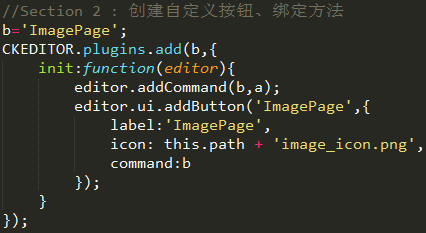 //Section 2 : 创建自定义按钮、绑定方法
b='ImagePage';
CKEDITOR.plugins.add(b,{
    init:function(editor){
        editor.addCommand(b,a);
        editor.ui.addButton('ImagePage',{
            label:'ImagePage',
            icon: this.path + 'image_icon.png',
            command:b
        });
    }
});